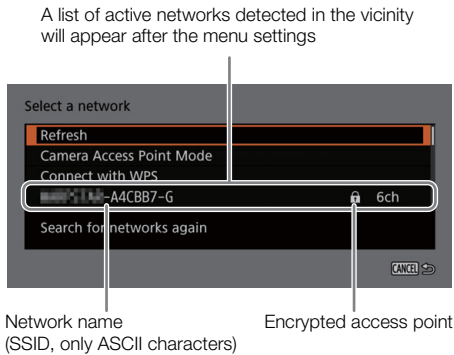 A list of active networks detected in the vicinity
will appear after the menu settings
Select a network
Refresh
Camera Access Point Mode
Connect with WPS
-A4CBB7-G 6ch
Search for networks again
CANCEL
Network name
(SSID, only ASCII characters)
Encrypted access point